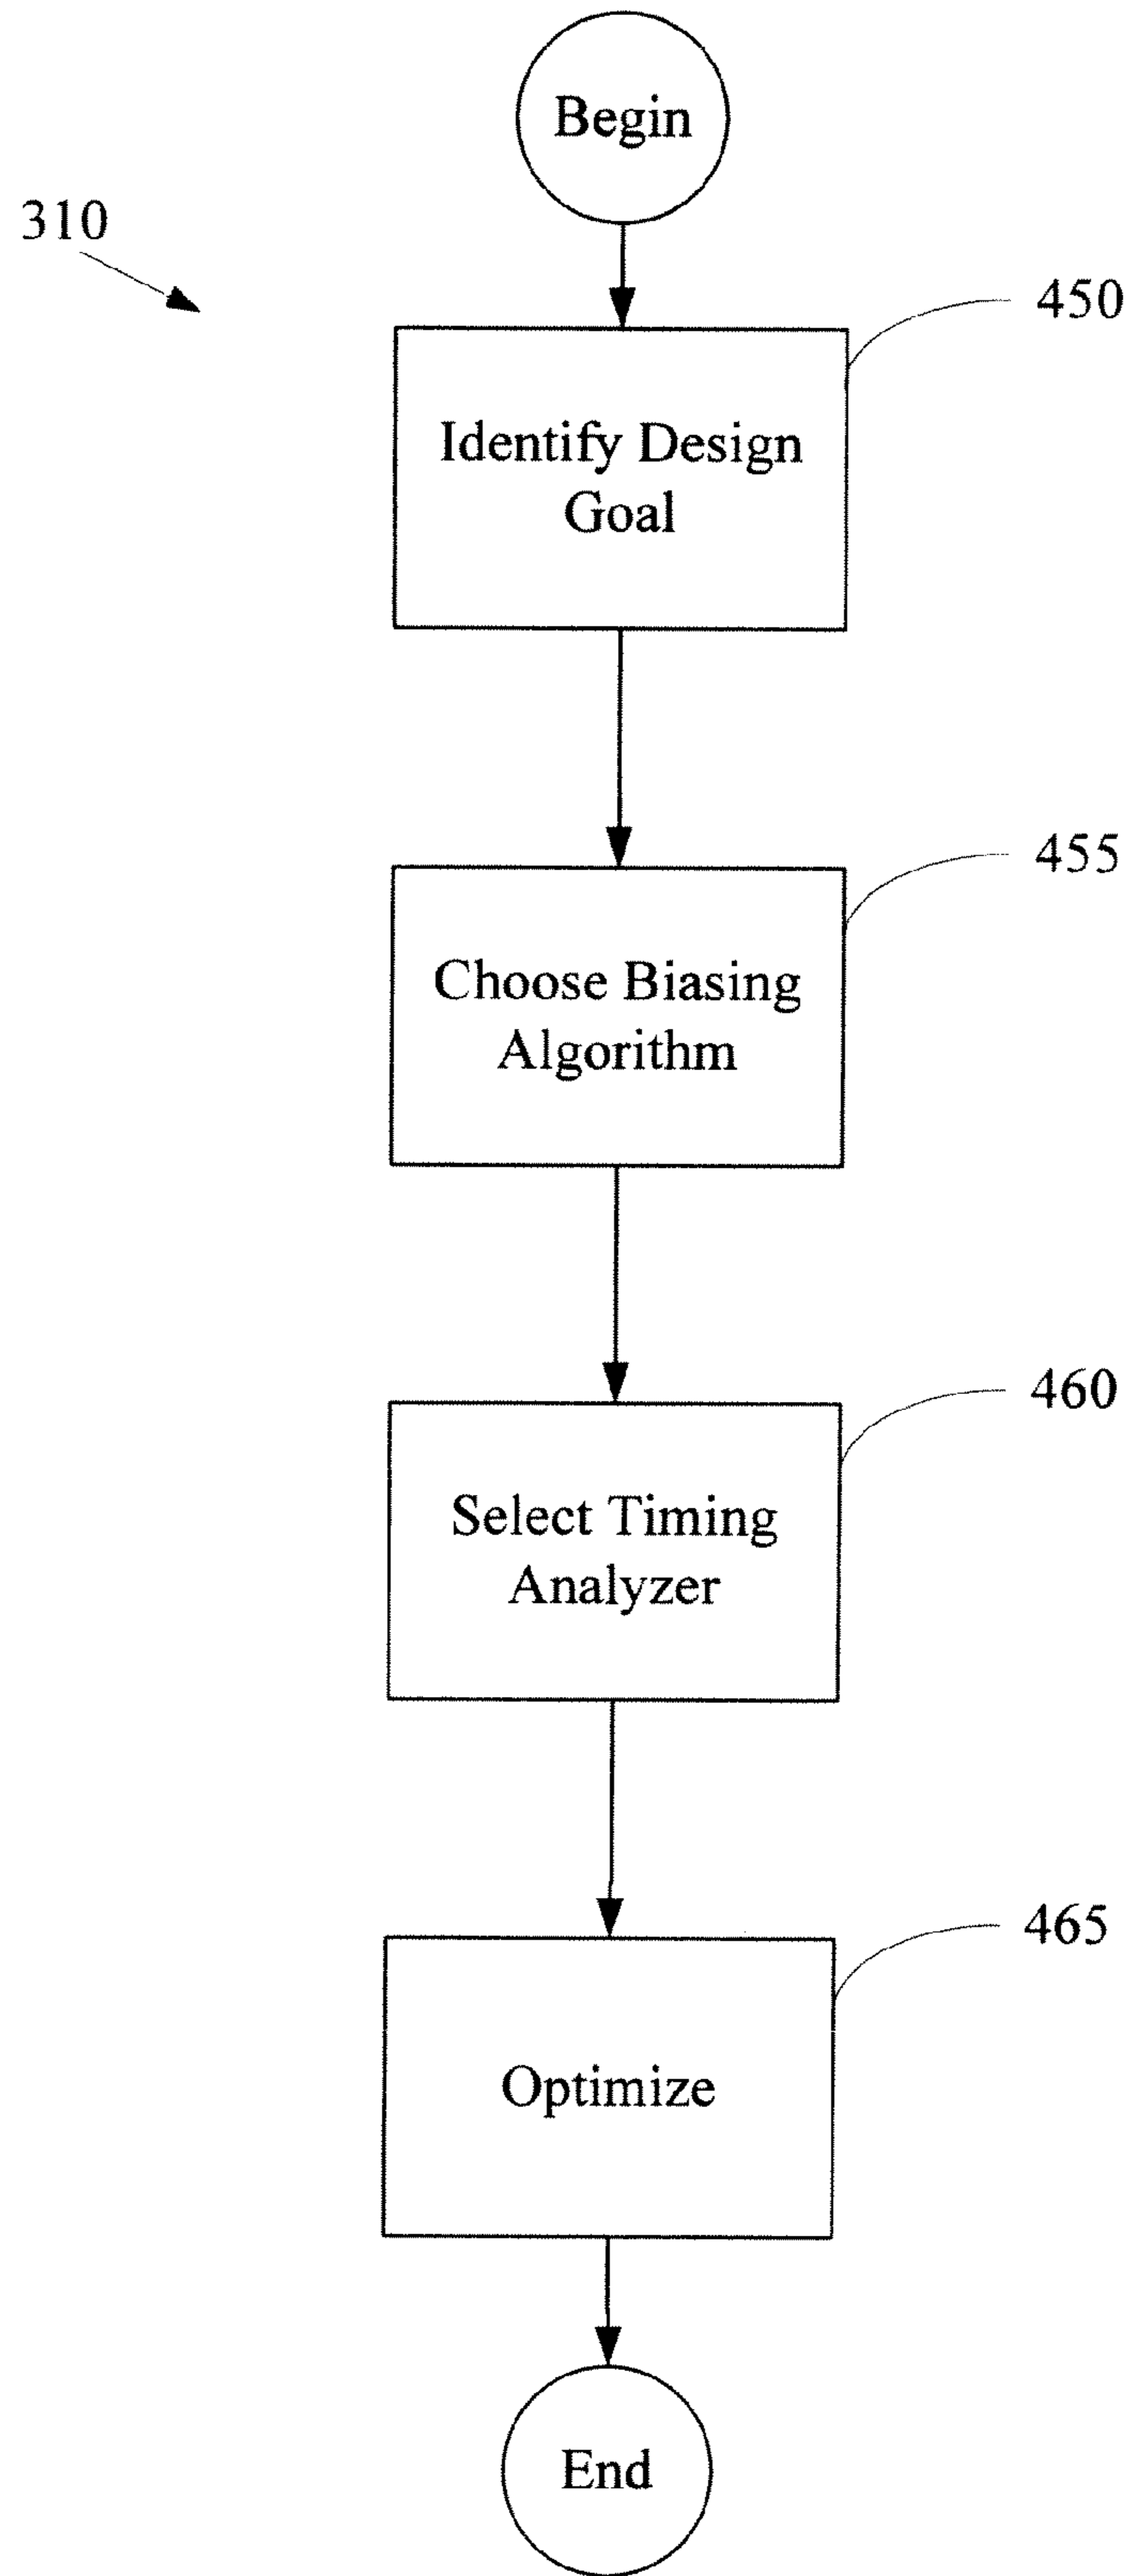 Begin
310
450
Identify Design
Goal
455
Choose Biasing
Algorithm
460
Select Timing
Analyzer
465
Optimize
End